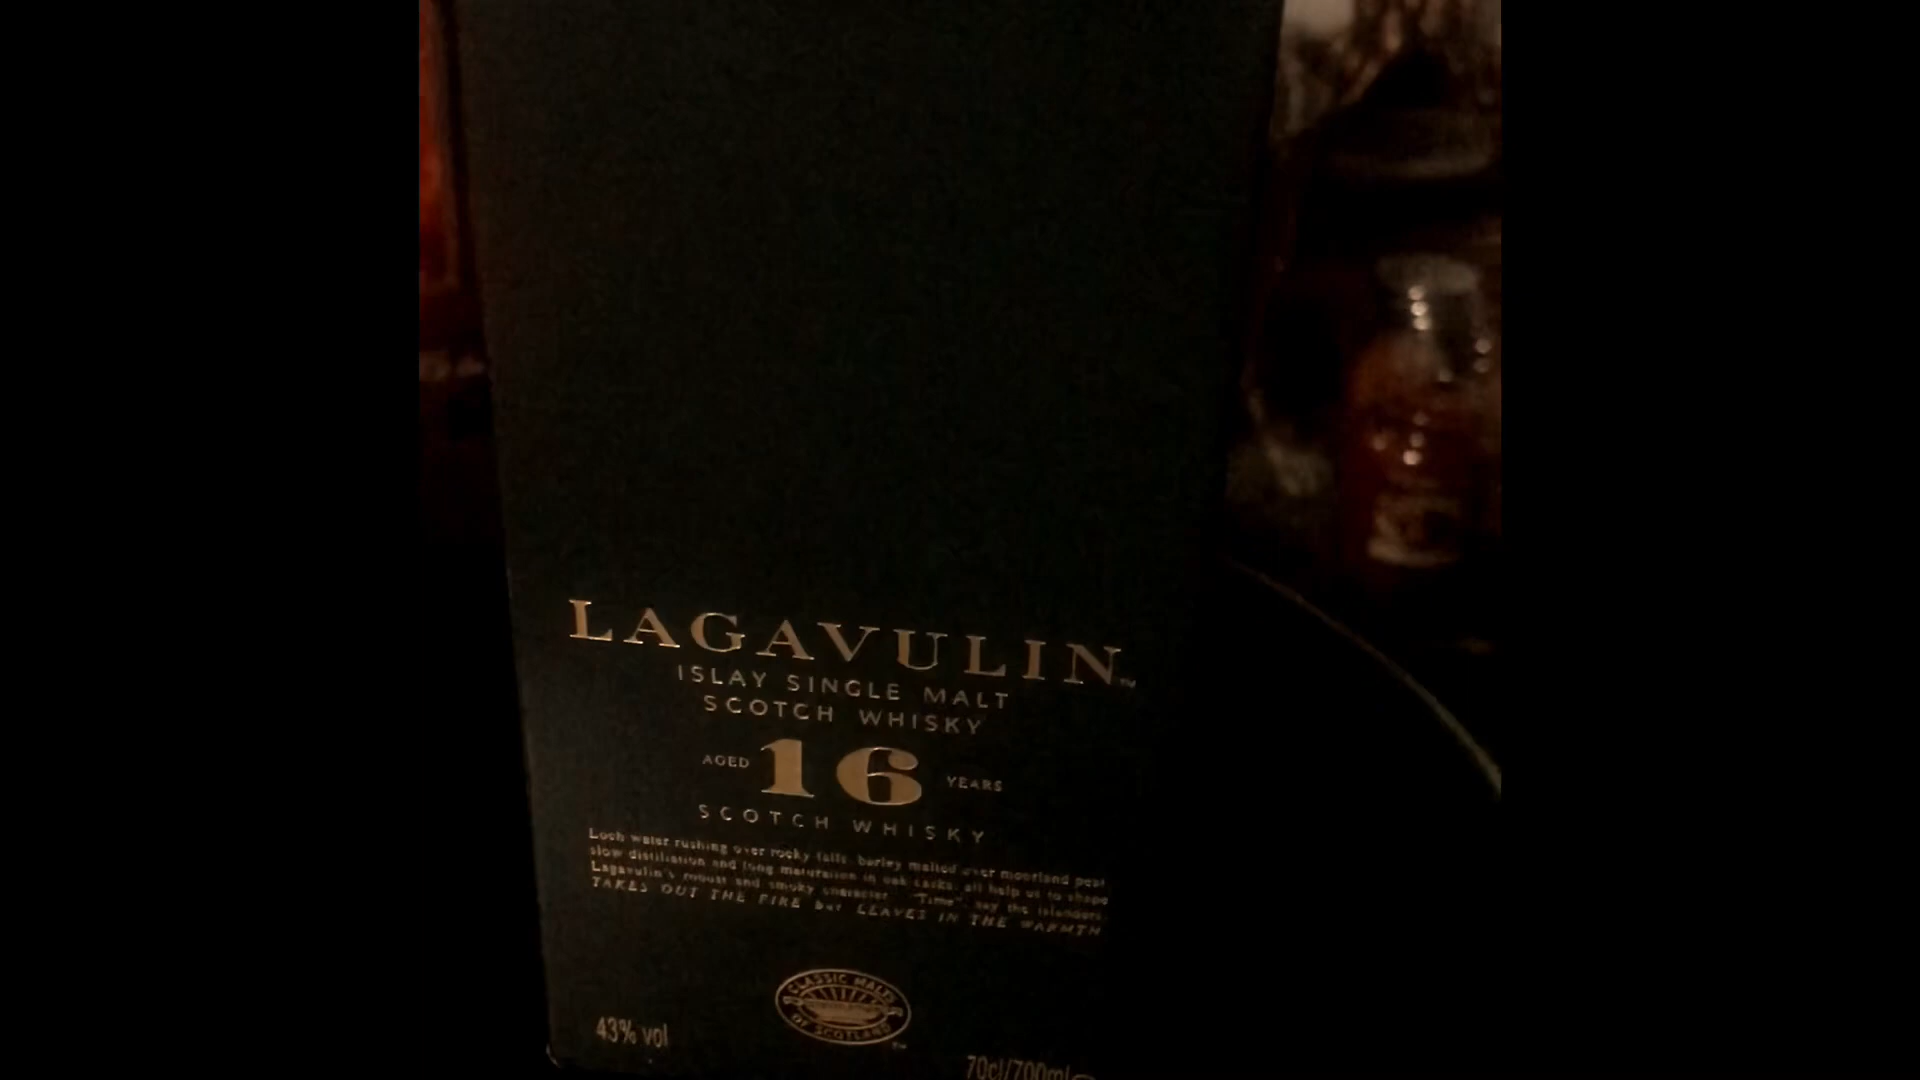 LAGAVULIN™
ISLAY SINGLE MALT
SCOTCH WHISKY
AGED 16 YEARS
SCOTCH WHISKY
Loch water rushing over rocky falls, barley malted over moorland peat,
slow distillation and long maturation in oak casks, all help us to shape
Lagavulin's robust and smoky character. "Time", say the islanders,
TAKES OUT THE FIRE but LEAVES IN THE WARMTH
CLASSIC MALTS
OF SCOTLAND
™
43% vol
70cl/700ml